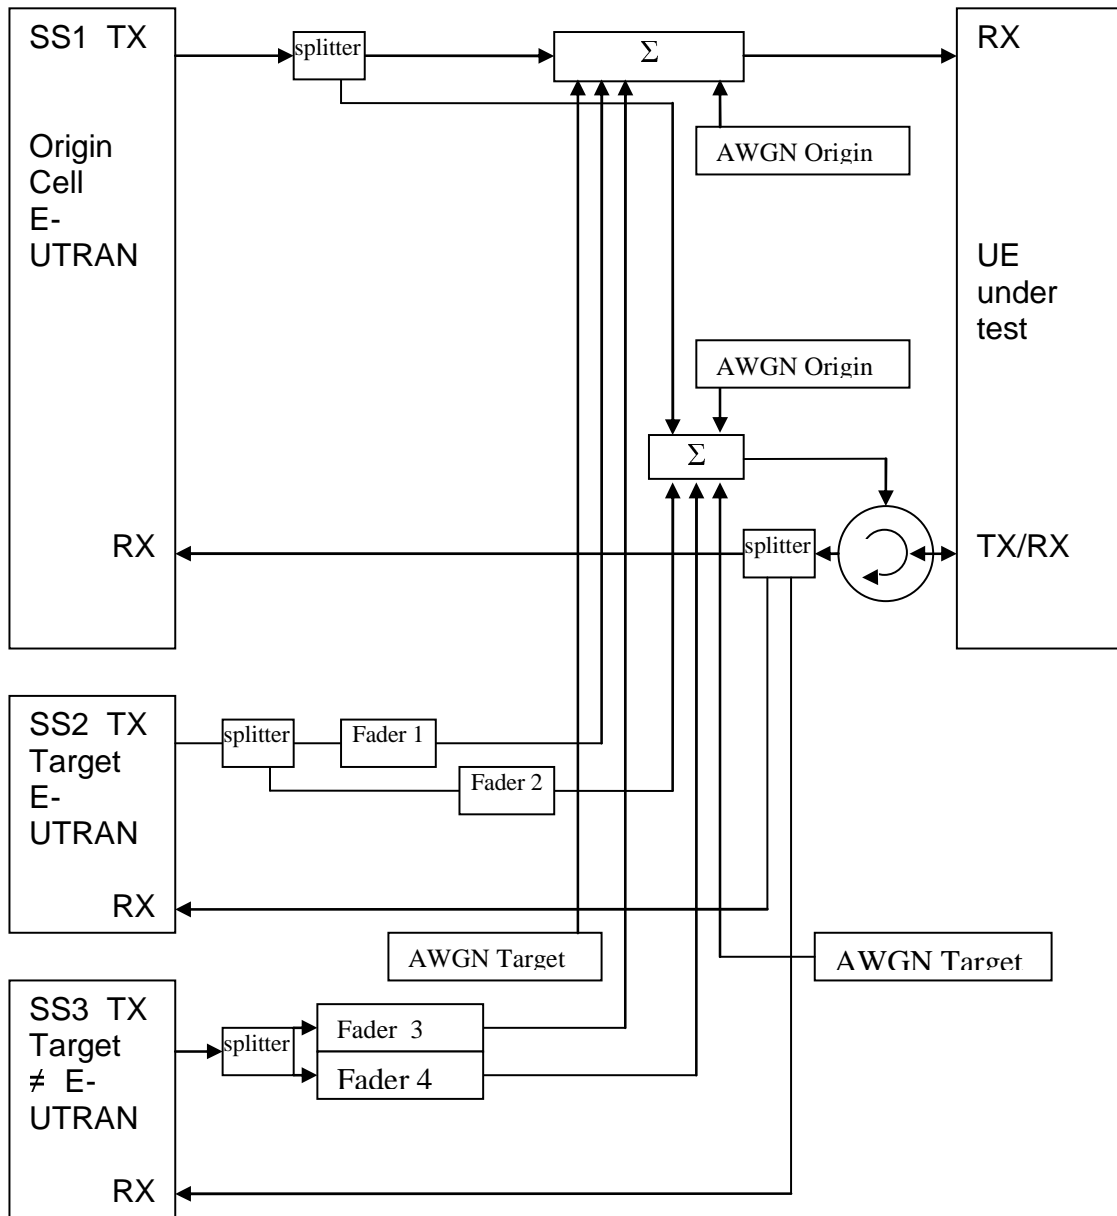 SS1 TX
Origin
Cell
E-
UTRAN
RX
splitter
Σ
RX
AWGN Origin
UE
under
test
AWGN Origin
Σ
splitter
TX/RX
SS2 TX
Target
E-
UTRAN
RX
splitter
Fader 1
Fader 2
AWGN Target
AWGN Target
SS3 TX
Target
≠ E-
UTRAN
RX
splitter
Fader 3
Fader 4